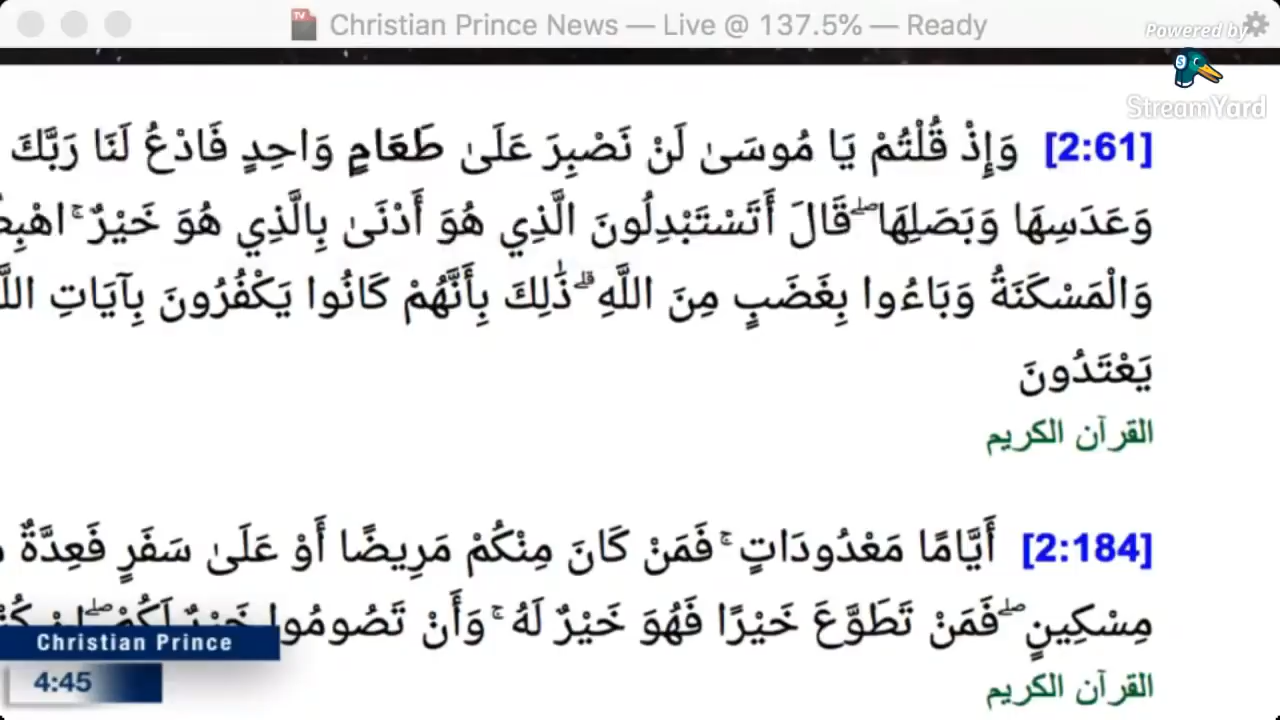 Christian Prince News — Live @ 137.5% — Ready
Powered by
StreamYard
[2:61] وَإِذْ قُلْتُمْ يَا مُوسَىٰ لَنْ نَصْبِرَ عَلَىٰ طَعَامٍ وَاحِدٍ فَادْعُ لَنَا رَبَّكَ
وَعَدَسِهَا وَبَصَلِهَا ۖ قَالَ أَتَسْتَبْدِلُونَ الَّذِي هُوَ أَدْنَىٰ بِالَّذِي هُوَ خَيْرٌ ۚ
وَالْمَسْكَنَةُ وَبَاءُوا بِغَضَبٍ مِنَ اللَّهِ ۗ ذَٰلِكَ بِأَنَّهُمْ كَانُوا يَكْفُرُونَ بِآيَاتِ
يَعْتَدُونَ
القرآن الكريم
[2:184] أَيَّامًا مَعْدُودَاتٍ ۚ فَمَنْ كَانَ مِنْكُمْ مَرِيضًا أَوْ عَلَىٰ سَفَرٍ فَعِدَّةٌ
مِسْكِينٍ ۖ فَمَنْ تَطَوَّعَ خَيْرًا فَهُوَ خَيْرٌ لَهُ ۚ وَأَنْ تَصُومُوا خَيْرٌ لَكُمْ ۖ
القرآن الكريم
Christian Prince
4:45